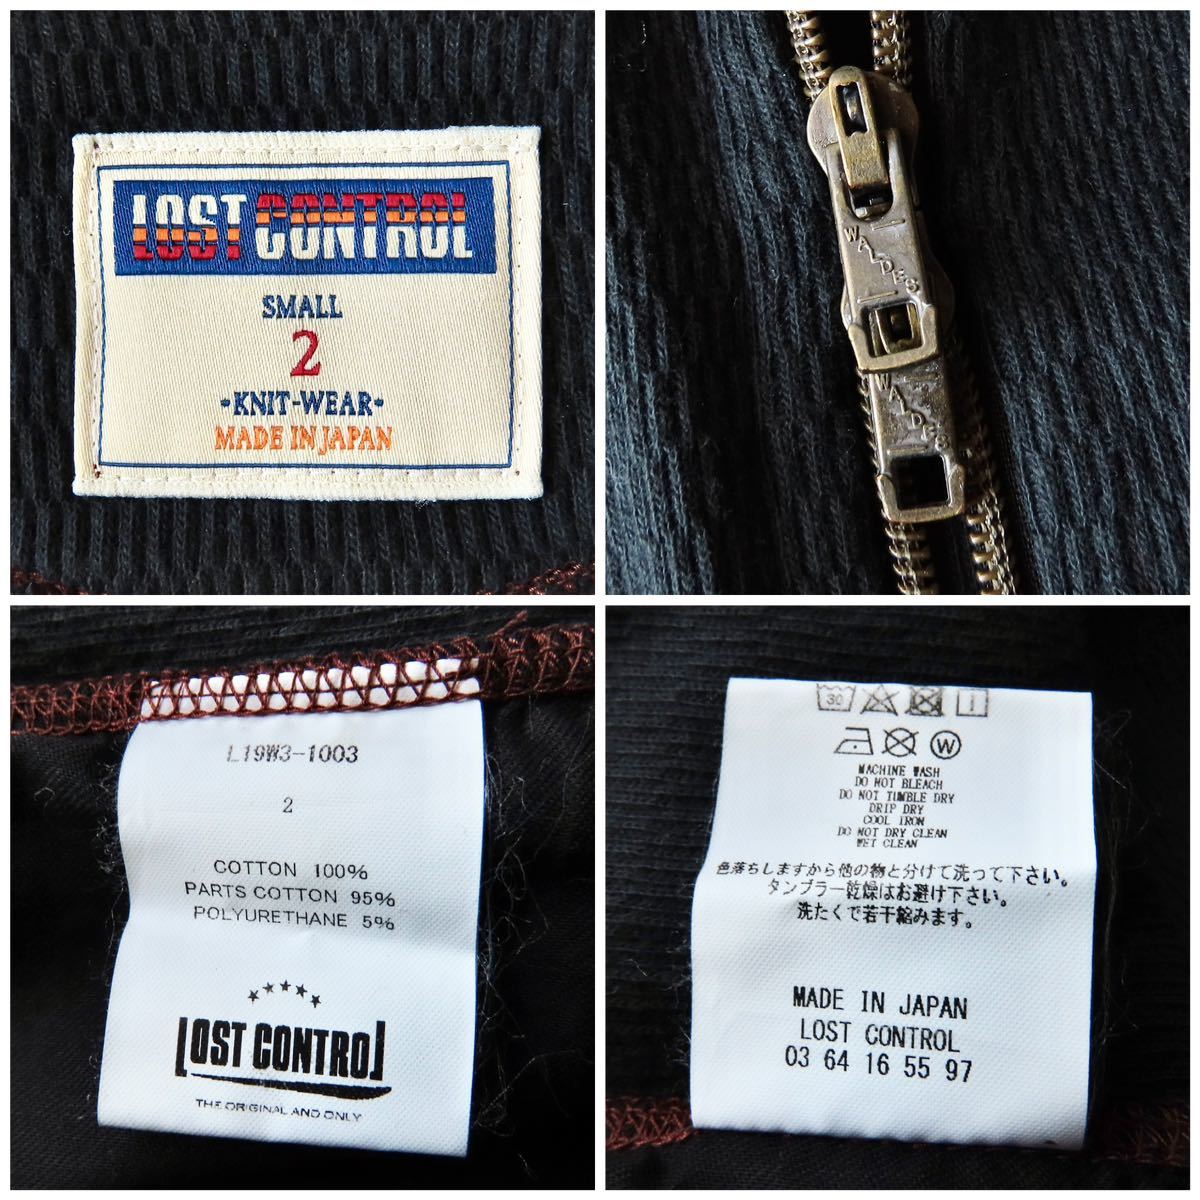 LOST CONTROL
SMALL
2
•KNIT-WEAR•
MADE IN JAPAN
WALDES
WALDES
L19W3-1003
2
COTTON 100%
PARTS COTTON 95%
POLYURETHANE 5%
LOST CONTROL
THE ORIGINAL AND ONLY
30
W
MACHINE WASH
DO NOT BLEACH
DO NOT TUMBLE DRY
DRIP DRY
COOL IRON
DO NOT DRY CLEAN
WET CLEAN
色落ちしますから他の物と分けて洗って下さい。
タンブラー乾燥はお避け下さい。
洗たくで若干縮みます。
MADE IN JAPAN
LOST CONTROL
03 64 16 55 97